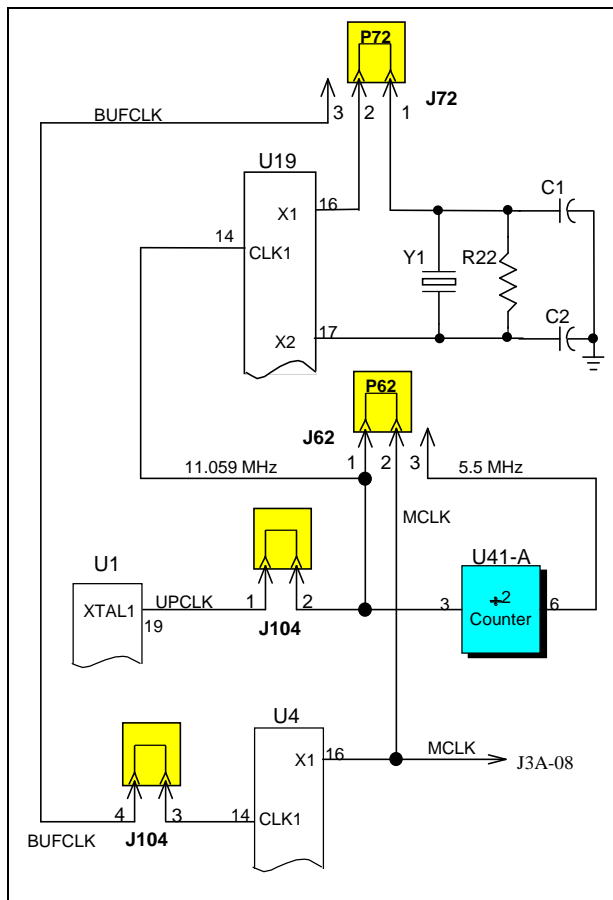 P72
J72
3
2
1
BUFCLK
U19
X1
16
C1
14
CLK1
Y1
R22
C2
X2
17
P62
J62
1
2
3
11.059 MHz
5.5 MHz
MCLK
U41-A
U1
XTAL1
UPCLK
19
1
2
J104
3
÷2
6
Counter
U4
X1
16
MCLK
J3A-08
4
3
14
CLK1
BUFCLK
J104